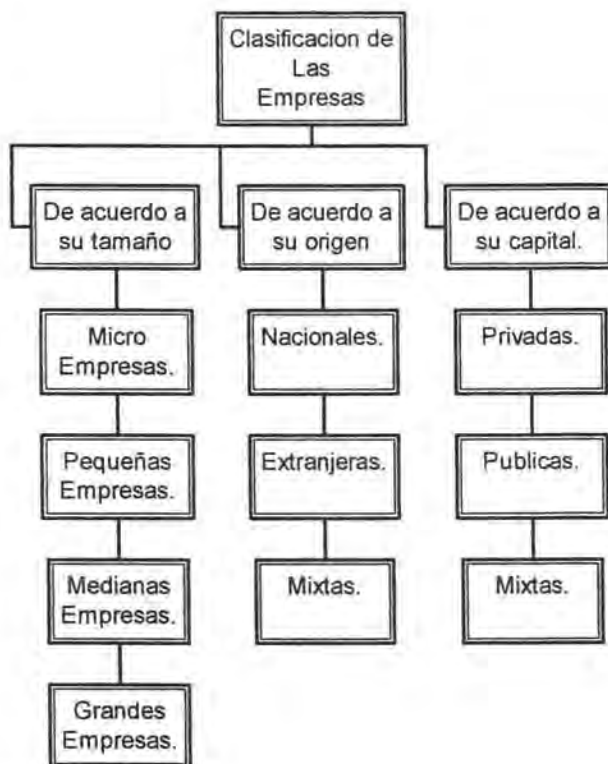 Clasificacion de
Las
Empresas
De acuerdo a
su tamaño
De acuerdo a
su origen
De acuerdo a
su capital.
Micro
Empresas.
Nacionales.
Privadas.
Pequeñas
Empresas.
Extranjeras.
Publicas.
Medianas
Empresas.
Mixtas.
Mixtas.
Grandes
Empresas.